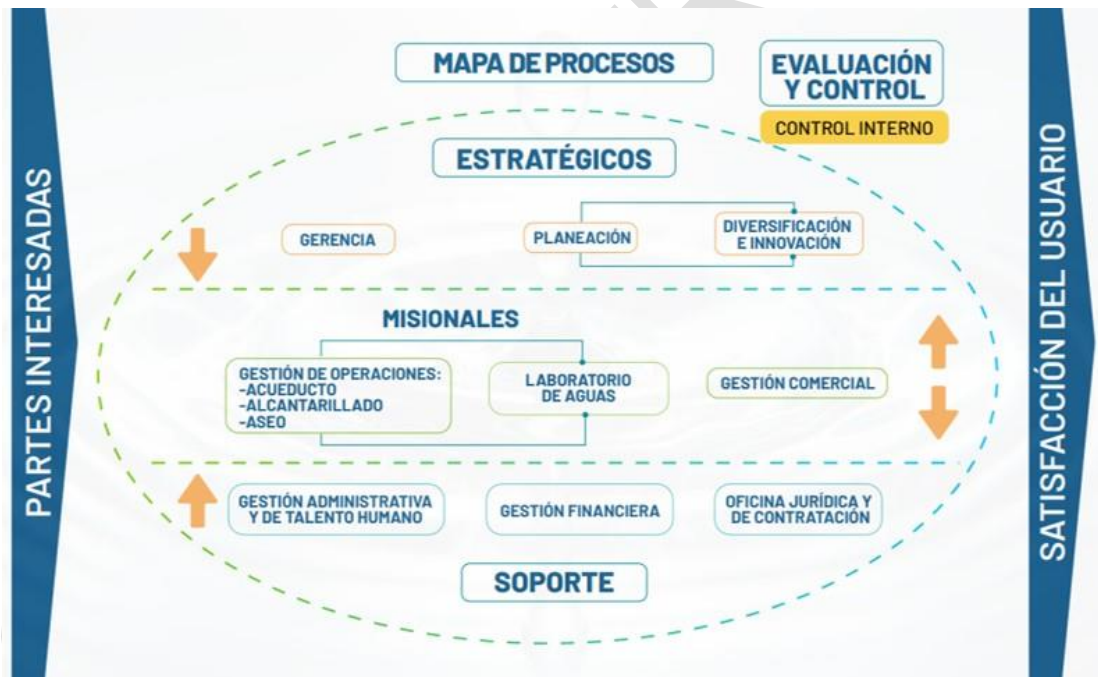 MAPA DE PROCESOS
EVALUACIÓN
Y CONTROL
CONTROL INTERNO
PARTES INTERESADAS
ESTRATÉGICOS
GERENCIA
PLANEACIÓN
DIVERSIFICACIÓN
E INNOVACIÓN
MISIONALES
GESTIÓN DE OPERACIONES:
-ACUEDUCTO
-ALCANTARILLADO
-ASEO
LABORATORIO
DE AGUAS
GESTIÓN COMERCIAL
GESTIÓN ADMINISTRATIVA
Y DE TALENTO HUMANO
GESTIÓN FINANCIERA
OFICINA JURÍDICA Y
DE CONTRATACIÓN
SOPORTE
SATISFACCIÓN DEL USUARIO